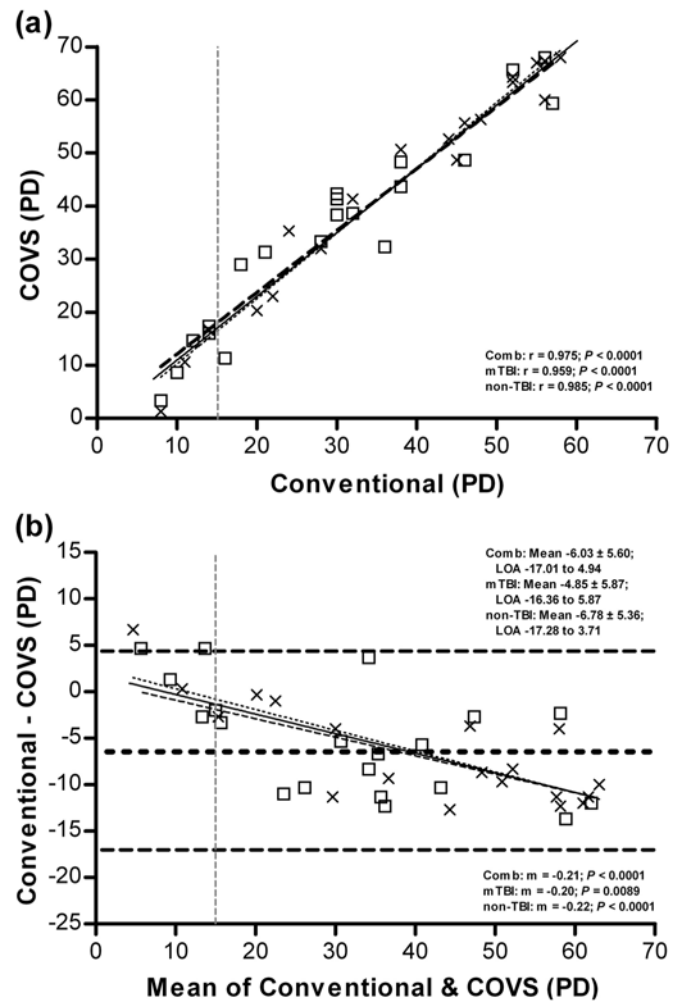 (a)
70
60
50
40
30
20
10
0
COVS (PD)
Comb: r = 0.975; P < 0.0001
mTBI: r = 0.959; P < 0.0001
non-TBI: r = 0.985; P < 0.0001
0 10 20 30 40 50 60 70
Conventional (PD)
(b)
15
10
5
0
-5
-10
-15
-20
-25
Conventional - COVS (PD)
Comb: Mean -6.03 ± 5.60;
LOA -17.01 to 4.94
mTBI: Mean -4.85 ± 5.87;
LOA -16.36 to 5.87
non-TBI: Mean -6.78 ± 5.36;
LOA -17.28 to 3.71
Comb: m = -0.21; P < 0.0001
mTBI: m = -0.20; P = 0.0089
non-TBI: m = -0.22; P < 0.0001
0 10 20 30 40 50 60 70
Mean of Conventional & COVS (PD)